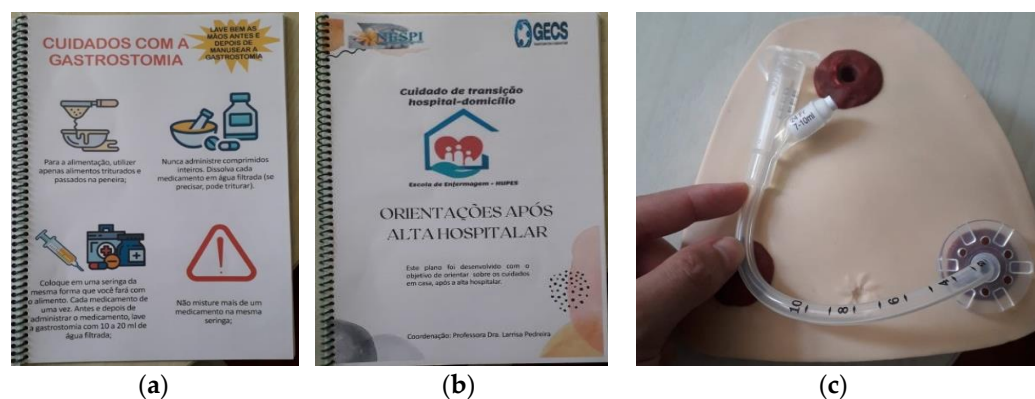 CUIDADOS COM A
GASTROSTOMIA
LAVE BEM AS
MÃOS ANTES E
DEPOIS DE
MANUSEAR A
GASTROSTOMIA
Para a alimentação, utilizar
apenas alimentos triturados e
passados na peneira;
Nunca administre comprimidos
inteiros. Dissolva cada
medicamento em água filtrada (se
precisar, pode triturar).
Coloque em uma seringa da
mesma forma que você fará com
o alimento. Cada medicamento de
uma vez. Antes e depois de
administrar o medicamento, lave
a gastrostomia com 10 a 20 ml de
água filtrada;
Não misture mais de um
medicamento na mesma
seringa;
(a)
NESPI
GECS
Cuidado de transição
hospital-domicílio
Escola de Enfermagem - HUPES
ORIENTAÇÕES APÓS
ALTA HOSPITALAR
Este plano foi desenvolvido com o
objetivo de orientar sobre os cuidados
em casa, após a alta hospitalar.
Coordenação: Professora Dra. Larissa Pedreira
(b)
7-10ml
10
8
6
4
(c)